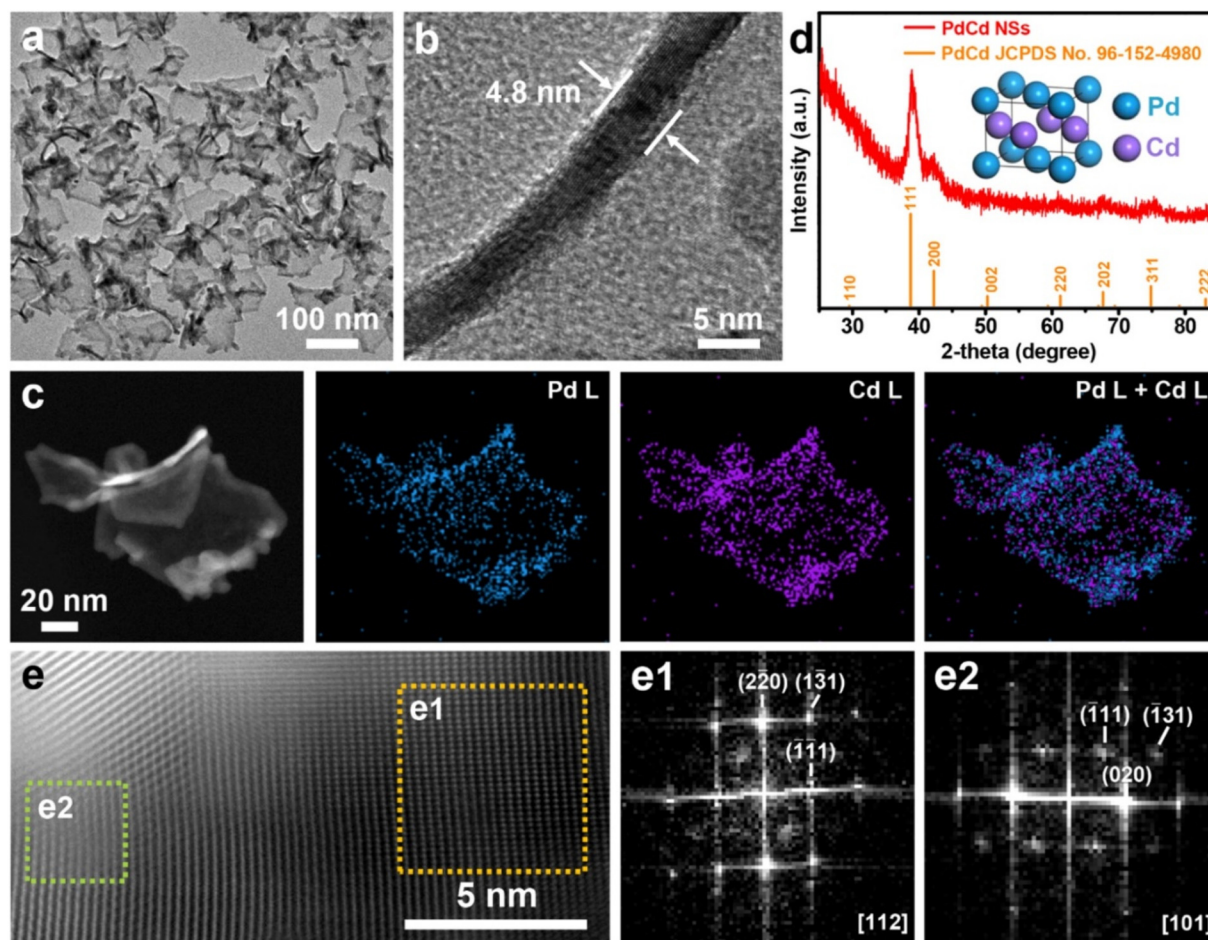 a
100 nm
b
4.8 nm
5 nm
d
PdCd NSs
PdCd JCPDS No. 96-152-4980
Pd
Cd
Intensity (a.u.)
110
111
200
002
220
202
311
222
30
40
50
60
70
80
2-theta (degree)
c
20 nm
Pd L
Cd L
Pd L + Cd L
e
e1
e2
5 nm
e1
(22̄0) (13̄1)
(1̄1̄1)
[112]
e2
(1̄11) (1̄31)
(020)
[101]